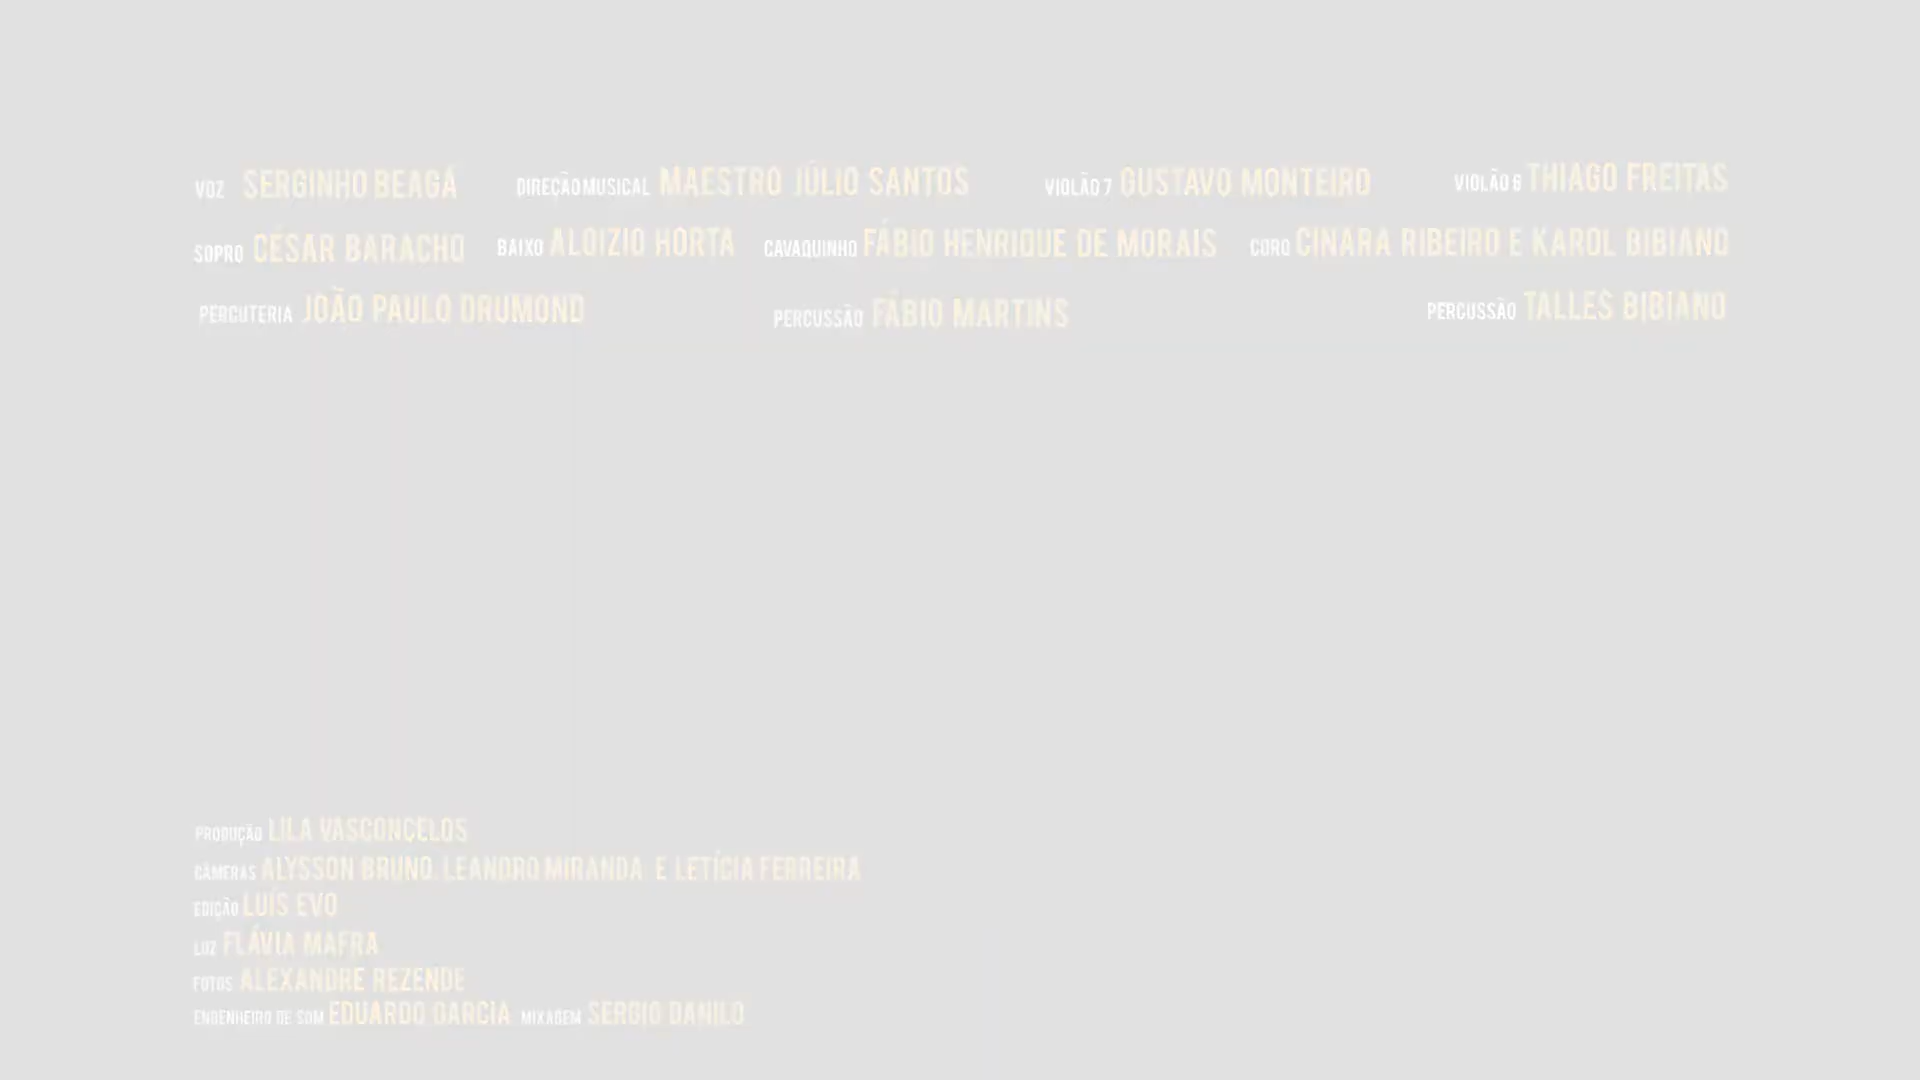 VOZ SERGINHO BEAGÁ DIREÇÃO MUSICAL MAESTRO JÚLIO SANTOS VIOLÃO 7 GUSTAVO MONTEIRO VIOLÃO 6 THIAGO FREITAS
SOPRO CÉSAR BARACHO BAIXO ALOIZIO HORTA CAVAQUINHO FÁBIO HENRIQUE DE MORAIS CORO CINARA RIBEIRO E KAROL BIBIANO
PERCUTERIA JOÃO PAULO DRUMOND PERCUSSÃO FÁBIO MARTINS PERCUSSÃO TALLES BIBIANO
PRODUÇÃO LILA VASCONCELOS
CÂMERAS ALYSSON BRUNO, LEANDRO MIRANDA E LETÍCIA FERREIRA
EDIÇÃO LUÍS EVO
LUZ FLÁVIA MAFRA
FOTOS ALEXANDRE REZENDE
ENGENHEIRO DE SOM EDUARDO GARCIA MIXAGEM SERGIO DANILO